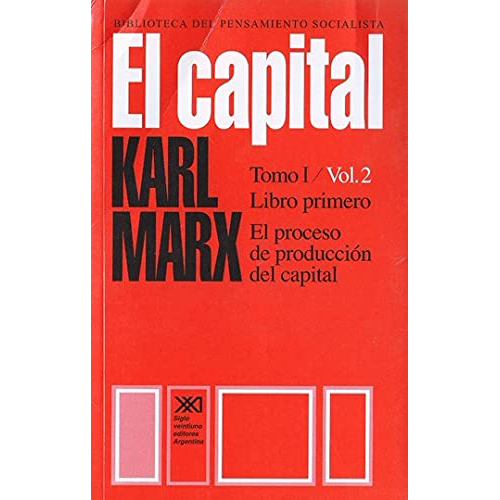 BIBLIOTECA DEL PENSAMIENTO SOCIALISTA
El capital
KARL
MARX
Tomo I / Vol. 2
Libro primero
El proceso
de producción
del capital
Siglo
veintiuno
editores
Argentina